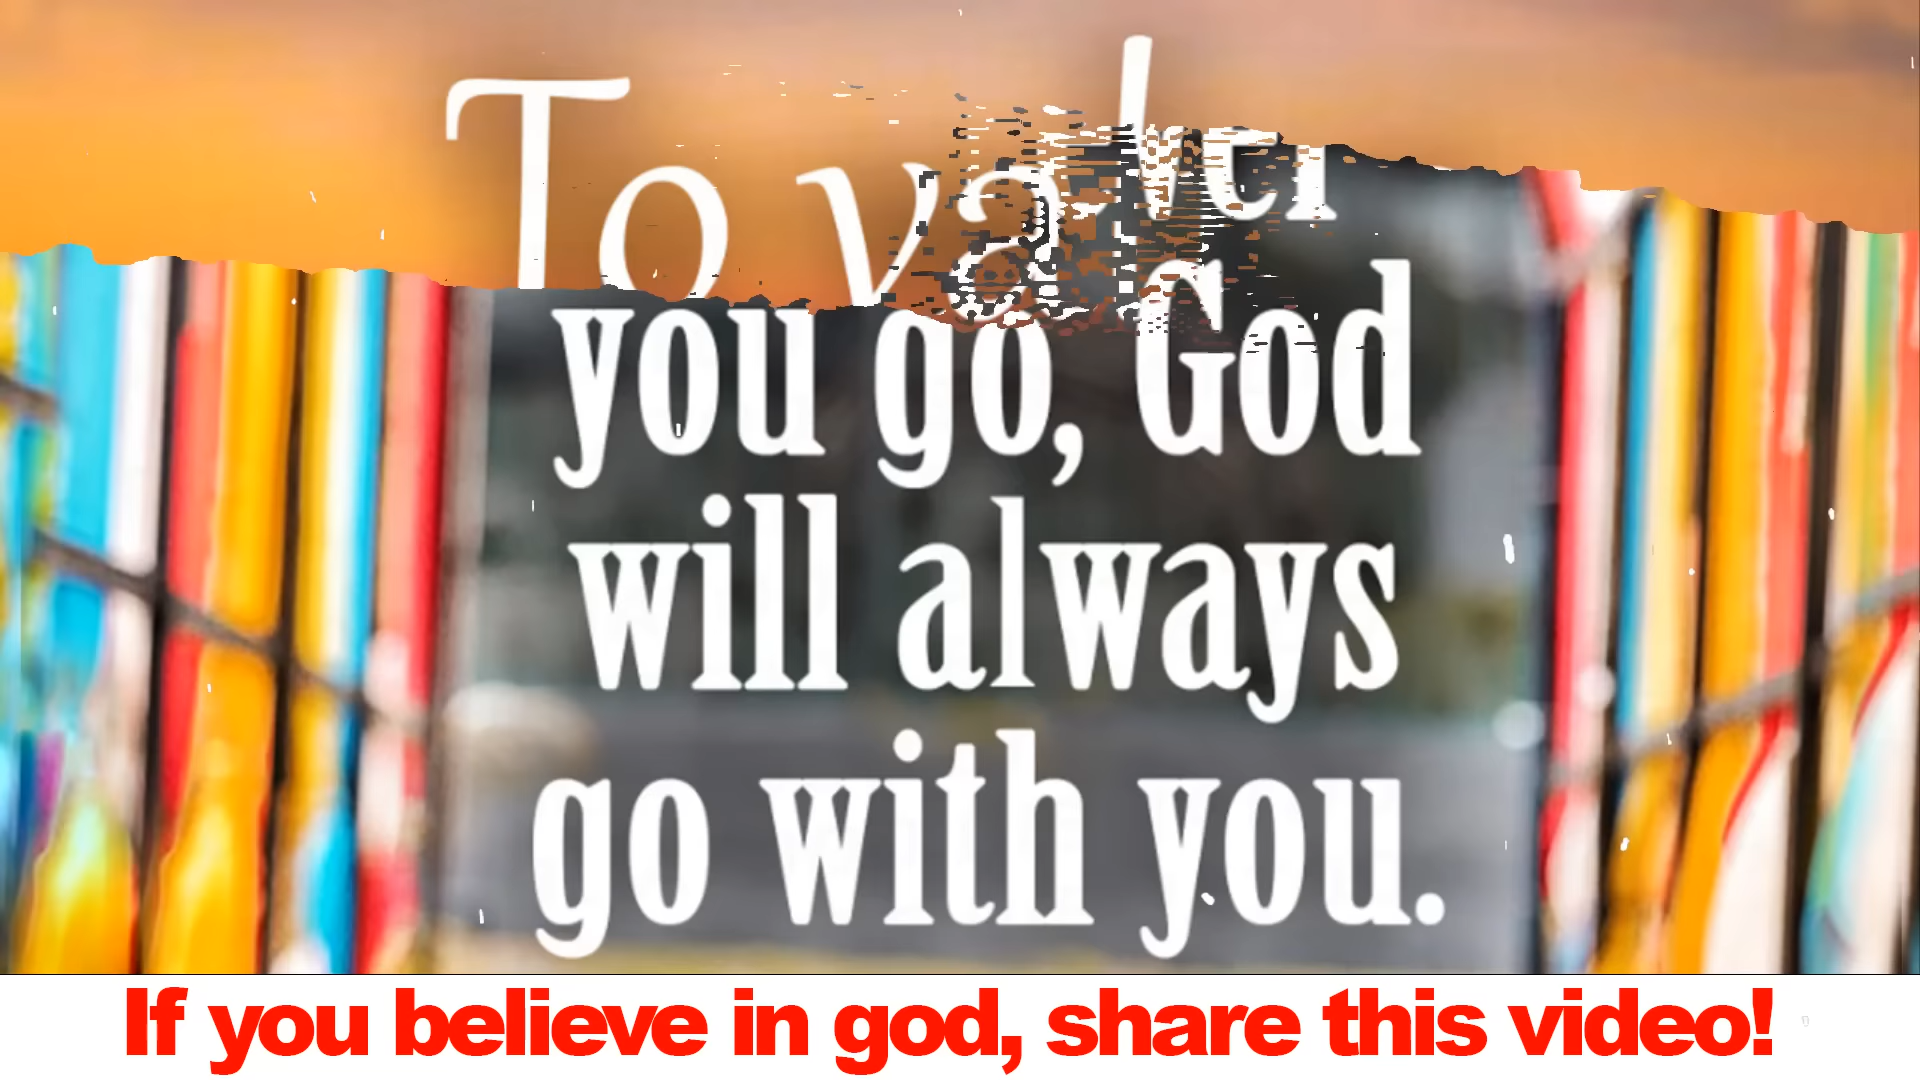 To
you go, God
will always
go with you.
If you believe in god, share this video!